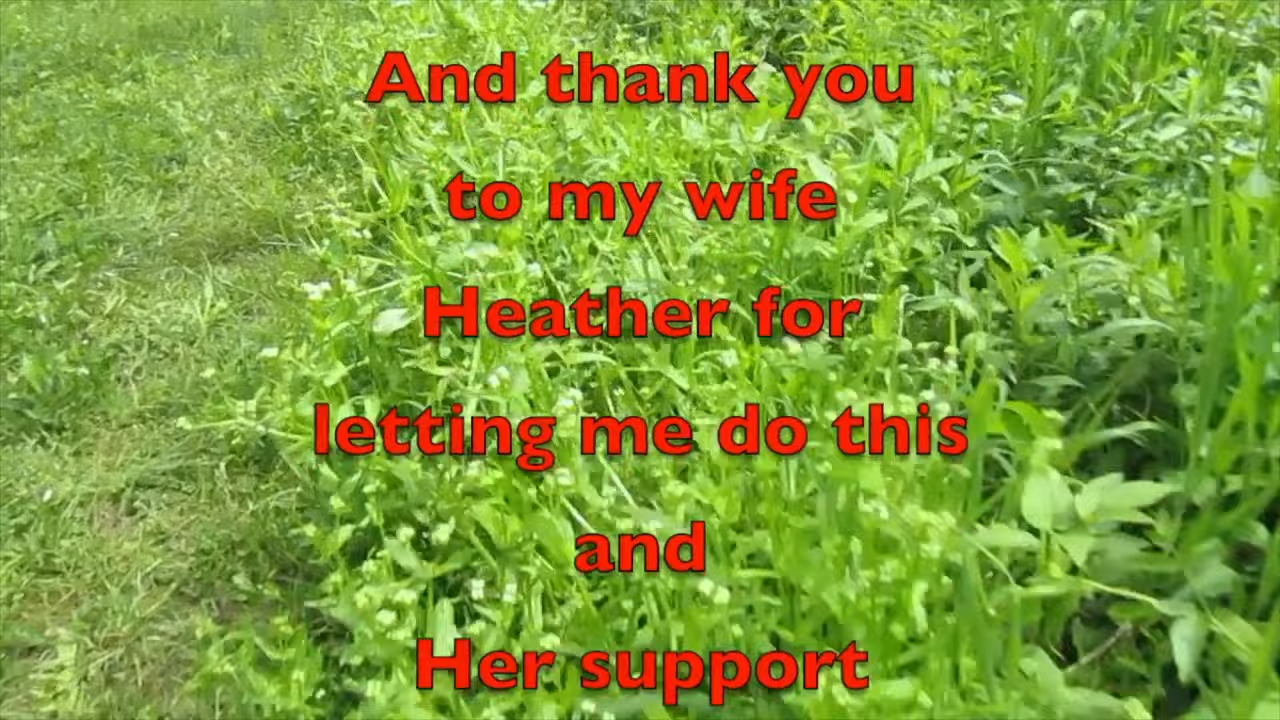 And thank you
to my wife
Heather for
letting me do this
and
Her support